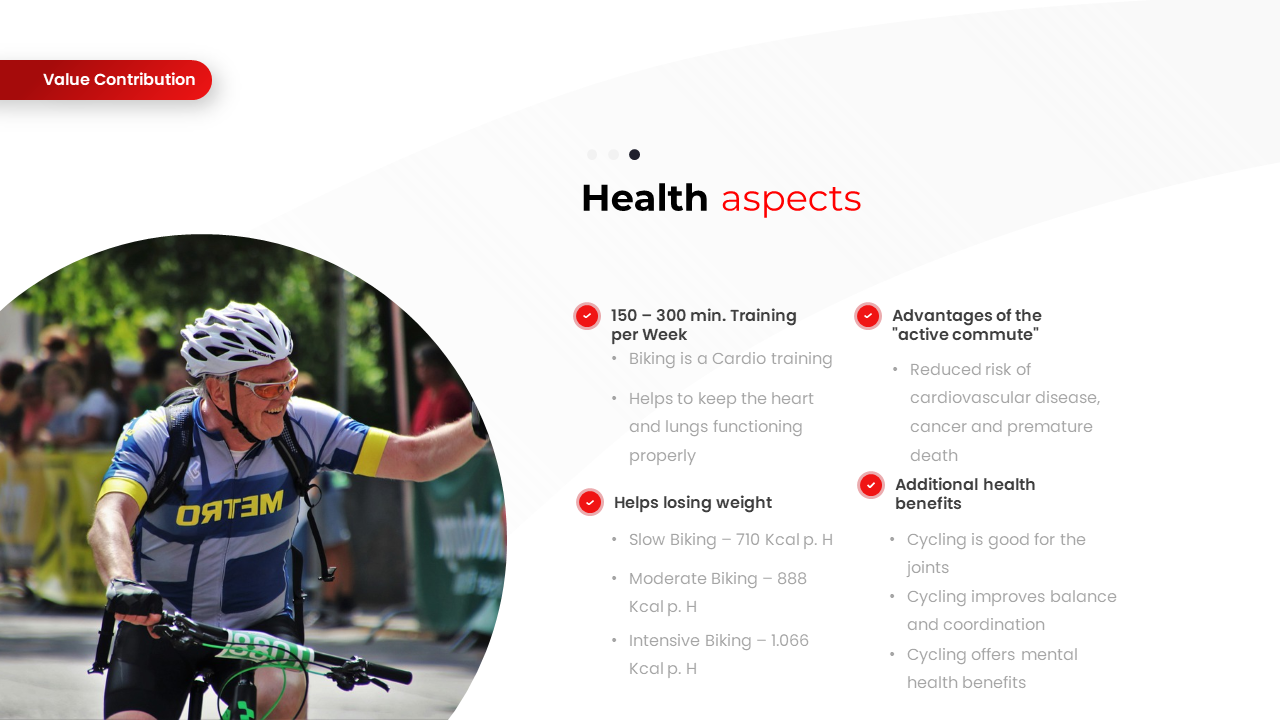 Value Contribution
Health aspects
150 – 300 min. Training
per Week
• Biking is a Cardio training
• Helps to keep the heart
and lungs functioning
properly
Helps losing weight
• Slow Biking – 710 Kcal p. H
• Moderate Biking – 888
Kcal p. H
• Intensive Biking – 1.066
Kcal p. H
Advantages of the
"active commute"
• Reduced risk of
cardiovascular disease,
cancer and premature
death
Additional health
benefits
• Cycling is good for the
joints
• Cycling improves balance
and coordination
• Cycling offers mental
health benefits
METRO